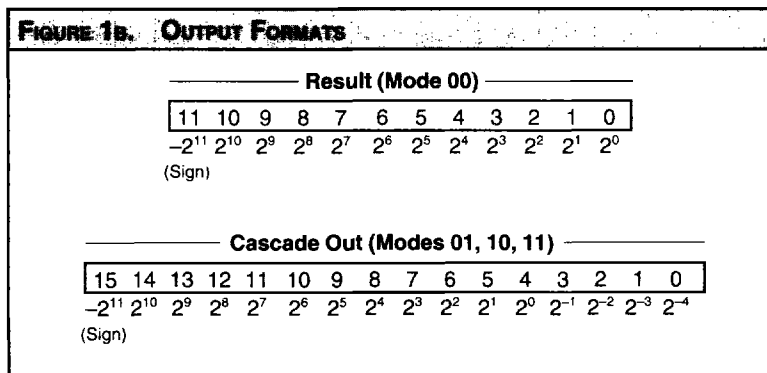 FIGURE 1B. OUTPUT FORMATS
Result (Mode 00)
11 10 9 8 7 6 5 4 3 2 1 0
–2¹¹ 2¹⁰ 2⁹ 2⁸ 2⁷ 2⁶ 2⁵ 2⁴ 2³ 2² 2¹ 2⁰
(Sign)
Cascade Out (Modes 01, 10, 11)
15 14 13 12 11 10 9 8 7 6 5 4 3 2 1 0
–2¹¹ 2¹⁰ 2⁹ 2⁸ 2⁷ 2⁶ 2⁵ 2⁴ 2³ 2² 2¹ 2⁰ 2⁻¹ 2⁻² 2⁻³ 2⁻⁴
(Sign)